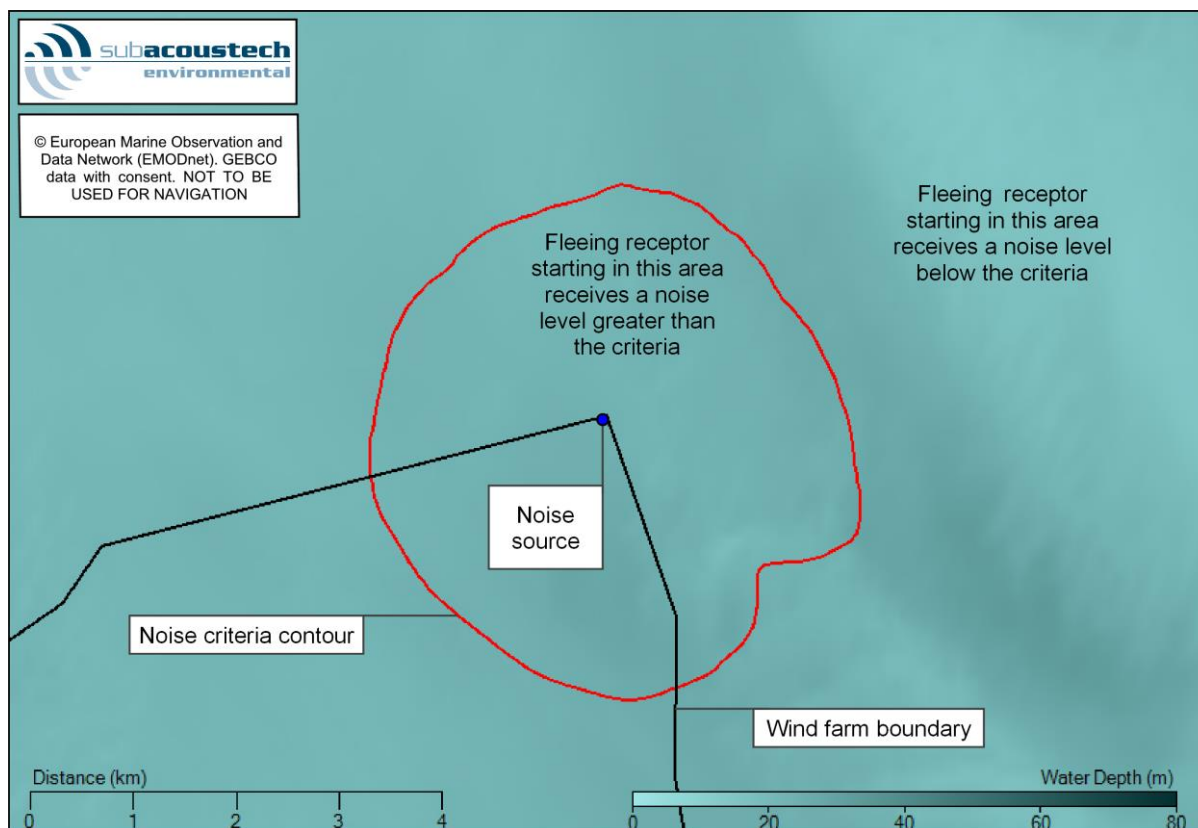 subacoustech
environmental
© European Marine Observation and
Data Network (EMODnet). GEBCO
data with consent. NOT TO BE
USED FOR NAVIGATION
Fleeing receptor
starting in this area
receives a noise
level greater than
the criteria
Fleeing receptor
starting in this area
receives a noise level
below the criteria
Noise
source
Noise criteria contour
Wind farm boundary
Distance (km)
0 1 2 3 4
Water Depth (m)
0 20 40 60 80